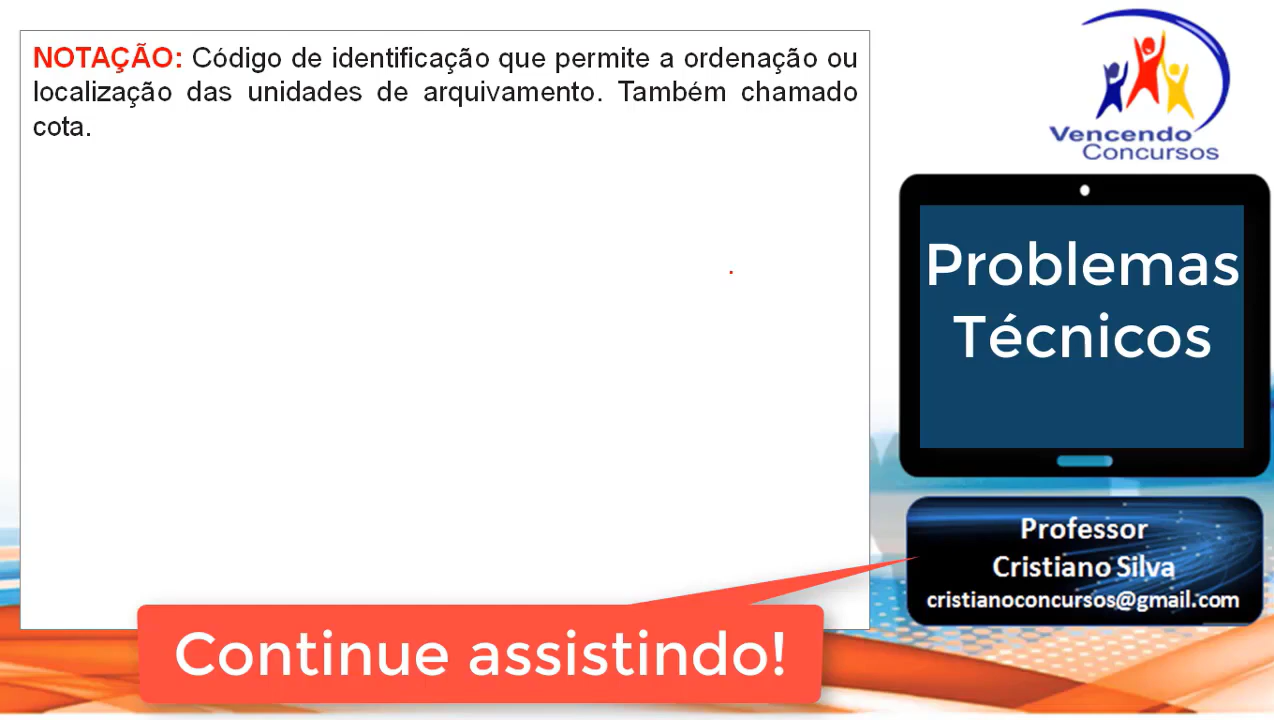 NOTAÇÃO: Código de identificação que permite a ordenação ou
localização das unidades de arquivamento. Também chamado
cota.
Vencendo
Concursos
Problemas
Técnicos
Professor
Cristiano Silva
cristianoconcursos@gmail.com
Continue assistindo!